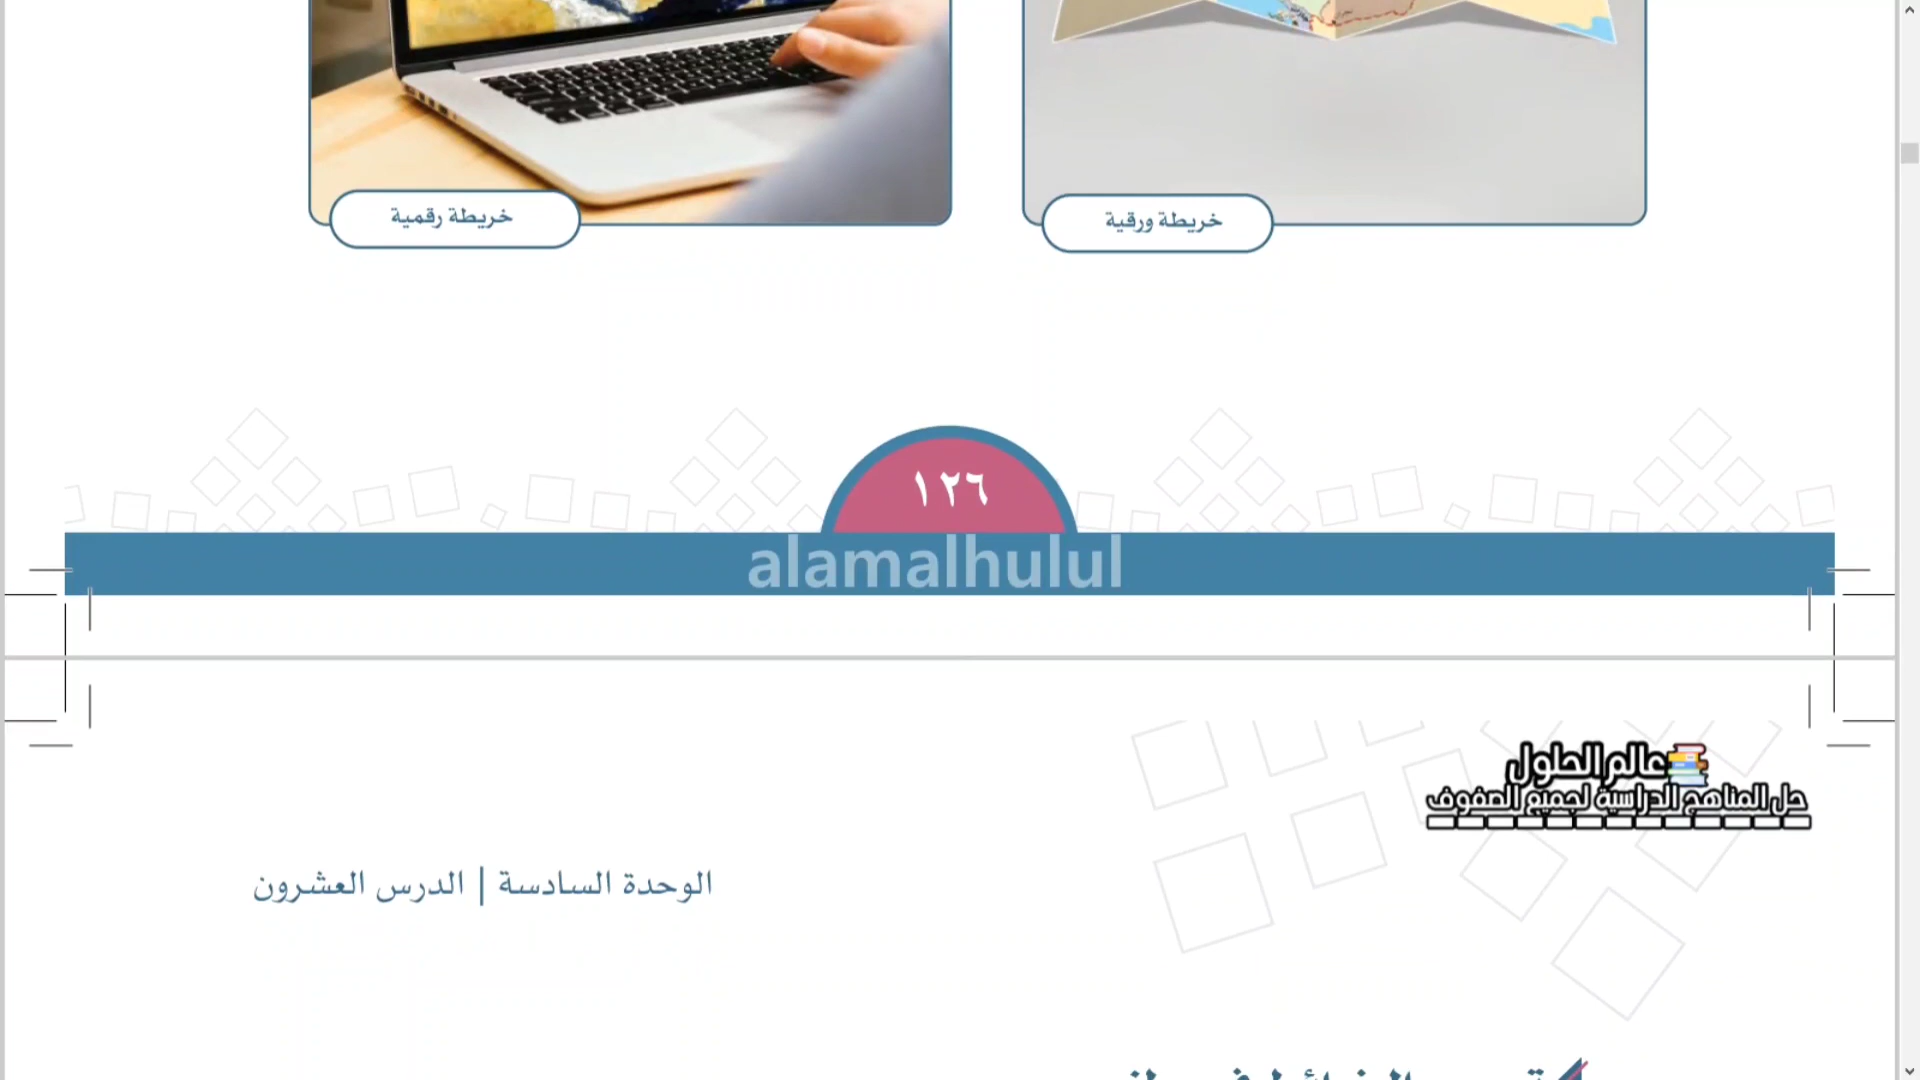 خريطة ورقية
خريطة رقمية
١٢٦
alamalhulul
عالم الحلول
حل المناهج الدراسية لجميع الصفوف
الوحدة السادسة | الدرس العشرون